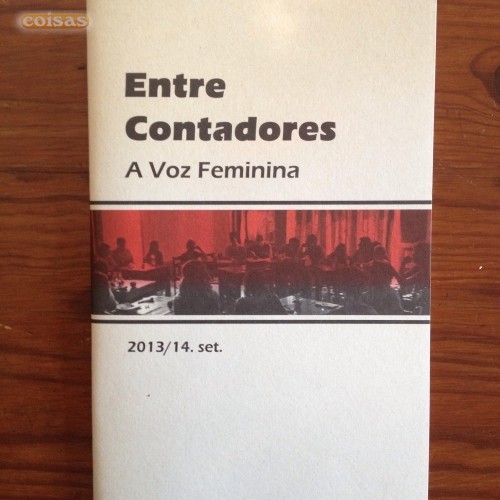 coisas
Entre
Contadores
A Voz Feminina
2013/14. set.